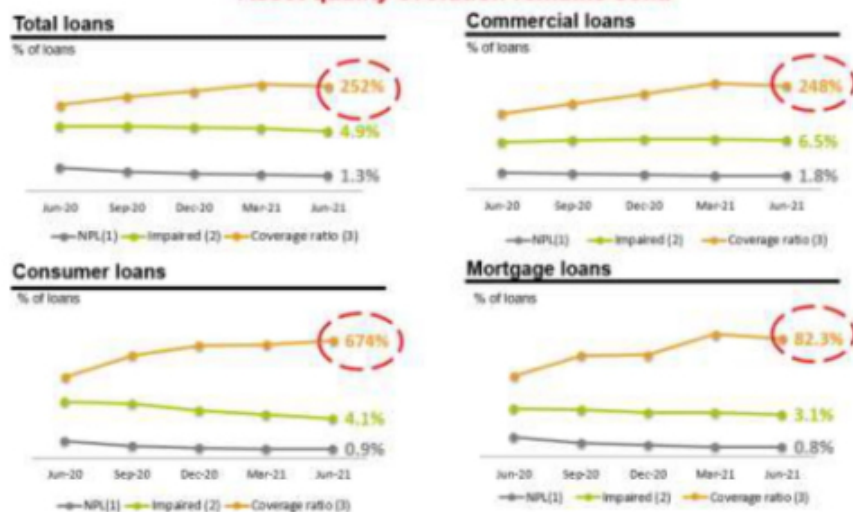 Total loans
% of loans
252%
4.9%
1.3%
Jun-20 Sep-20 Dec-20 Mar-21 Jun-21
NPL(1) Impaired (2) Coverage ratio (3)
Commercial loans
% of loans
248%
6.5%
1.8%
Jun-20 Sep-20 Dec-20 Mar-21 Jun-21
NPL(1) Impaired (2) Coverage ratio (3)
Consumer loans
% of loans
674%
4.1%
0.9%
Jun-20 Sep-20 Dec-20 Mar-21 Jun-21
NPL(1) Impaired (2) Coverage ratio (3)
Mortgage loans
% of loans
82.3%
3.1%
0.8%
Jun-20 Sep-20 Dec-20 Mar-21 Jun-21
NPL(1) Impaired (2) Coverage ratio (3)